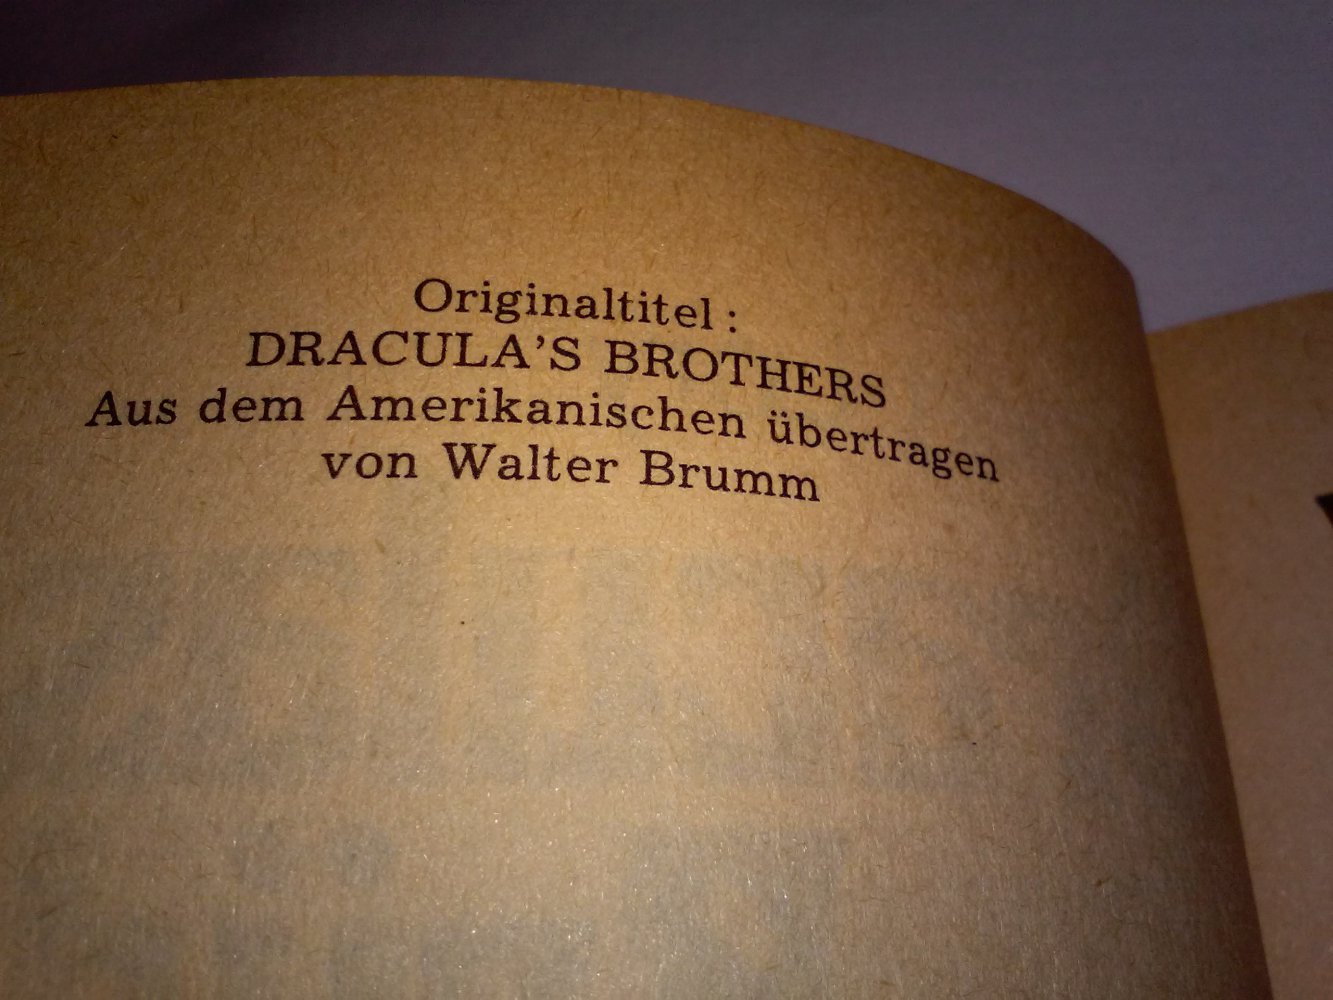 Originaltitel:
DRACULA'S BROTHERS
Aus dem Amerikanischen übertragen
von Walter Brumm